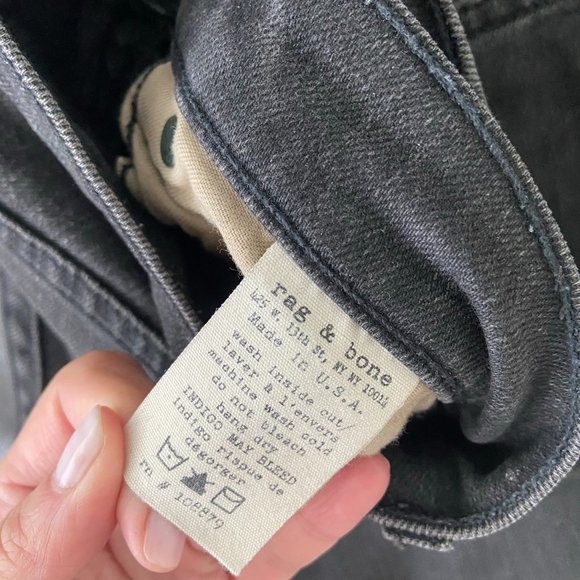 rag & bone
425 W. 13th St, NY NY 10014
Made in U.S.A.
wash inside out/
laver à l'envers
machine wash cold
do not bleach
hang dry
INDIGO MAY BLEED
indigo risque de
dégorger
rn # 108879